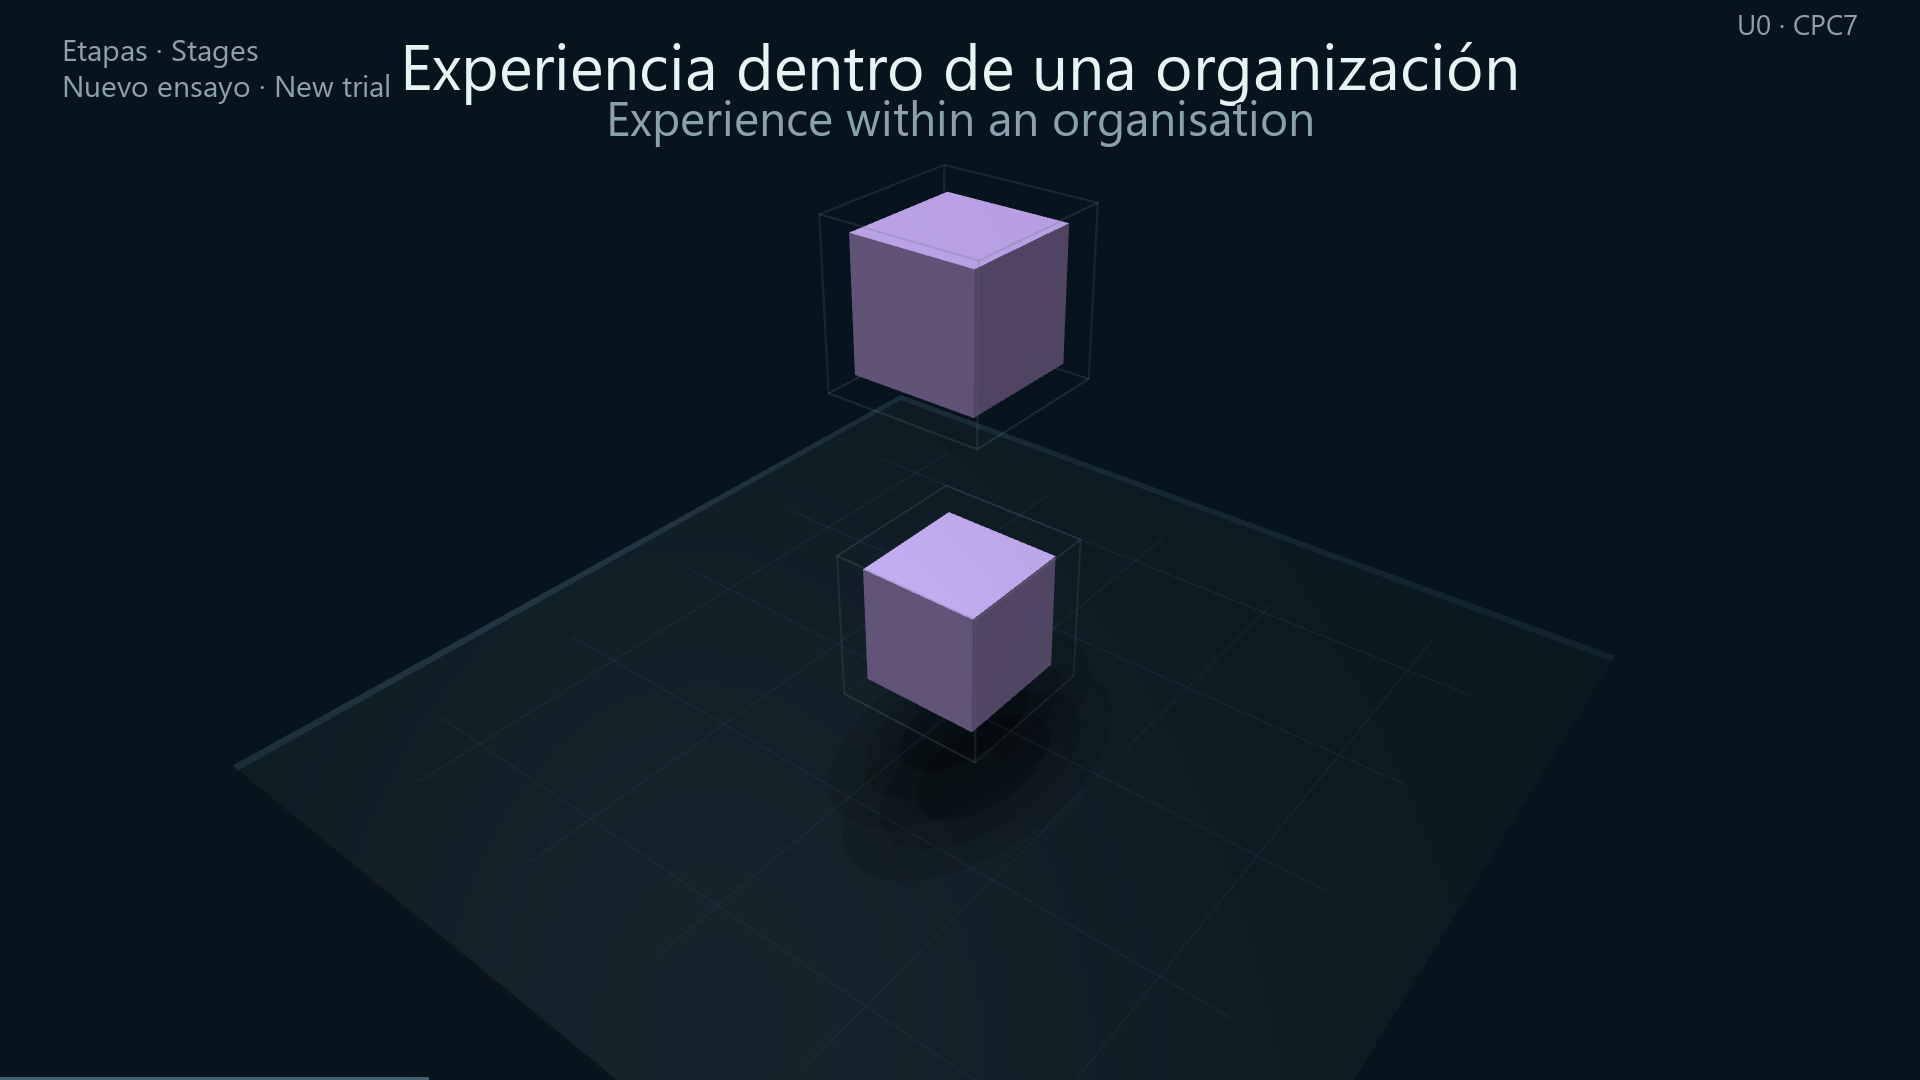 Etapas · Stages
Nuevo ensayo · New trial
Experiencia dentro de una organización
Experience within an organisation
U0 · CPC7